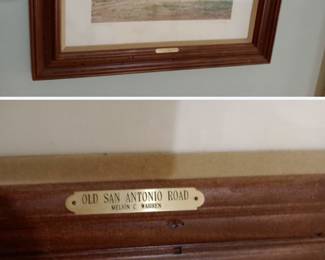 OLD SAN ANTONIO ROAD
MELVIN C. WARREN